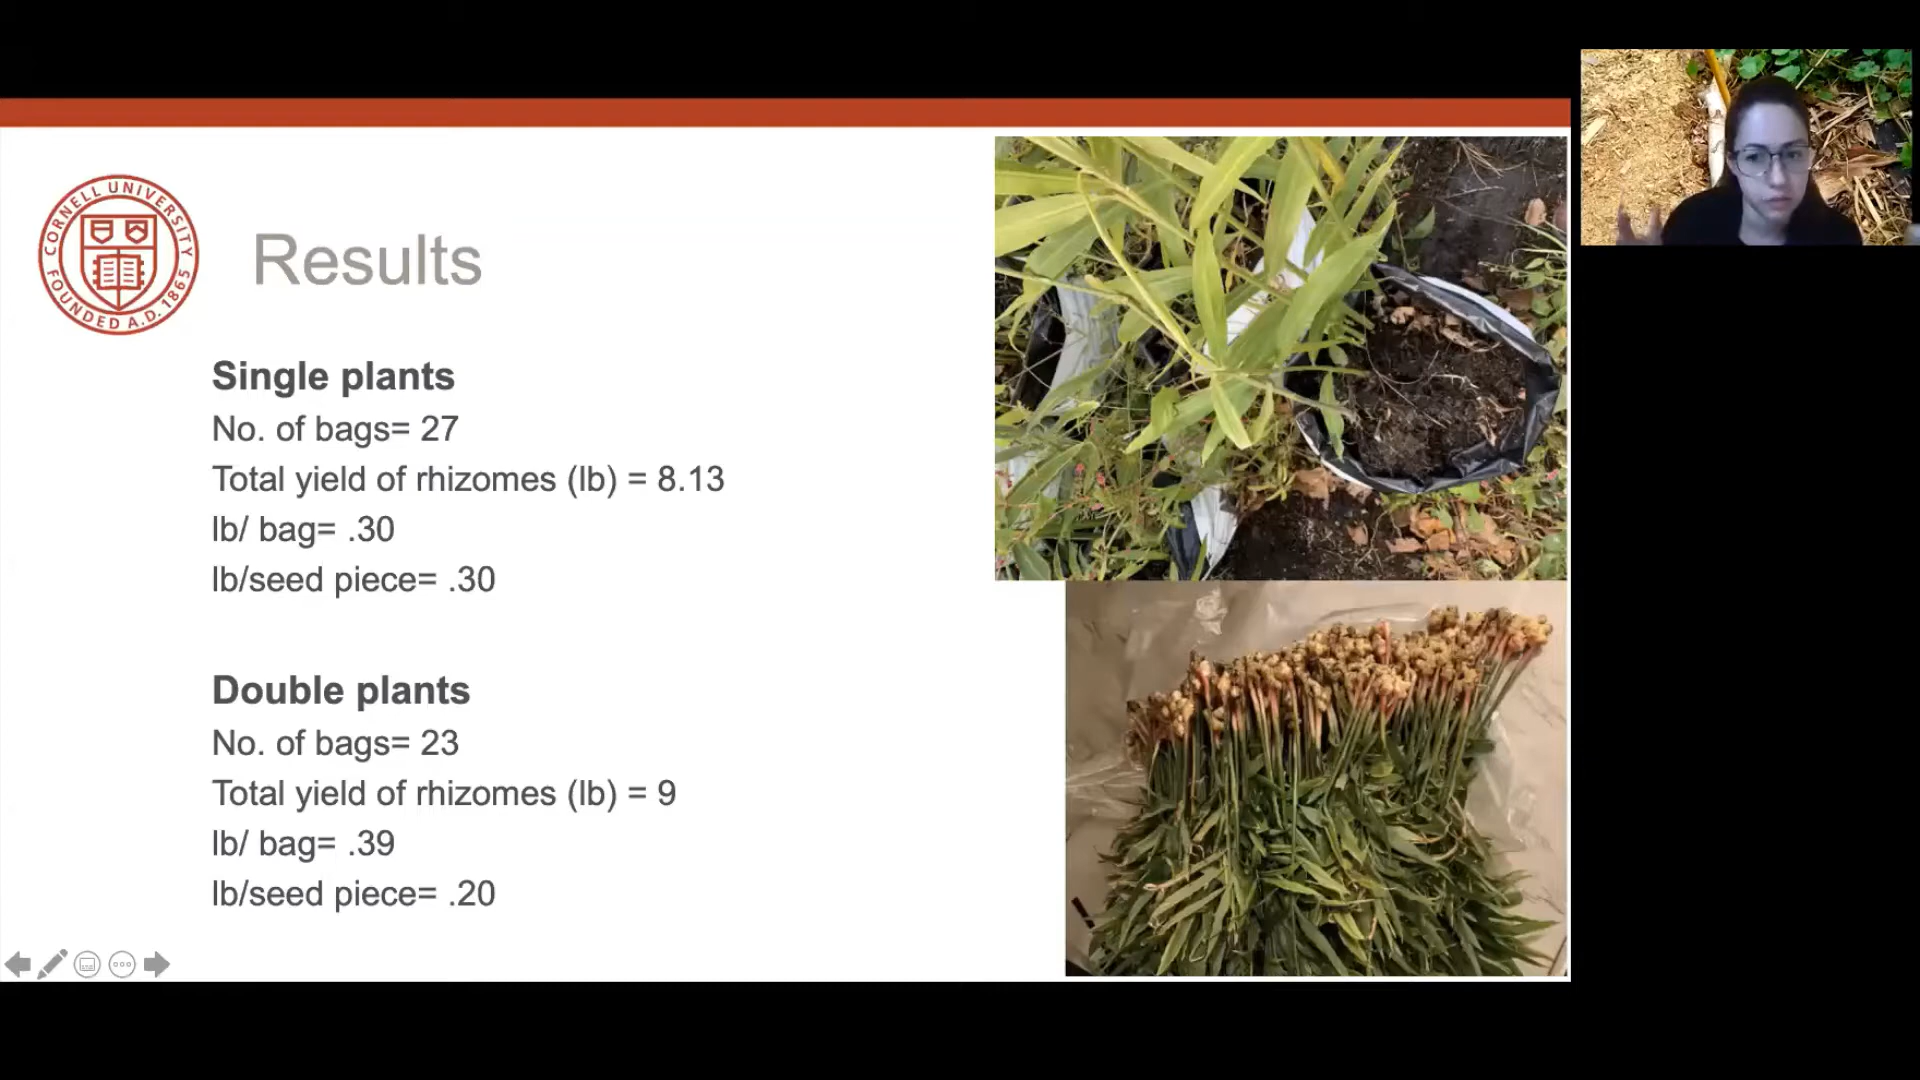 CORNELL UNIVERSITY
FOUNDED A.D. 1865
Results
Single plants
No. of bags= 27
Total yield of rhizomes (lb) = 8.13
lb/ bag= .30
lb/seed piece= .30
Double plants
No. of bags= 23
Total yield of rhizomes (lb) = 9
lb/ bag= .39
lb/seed piece= .20